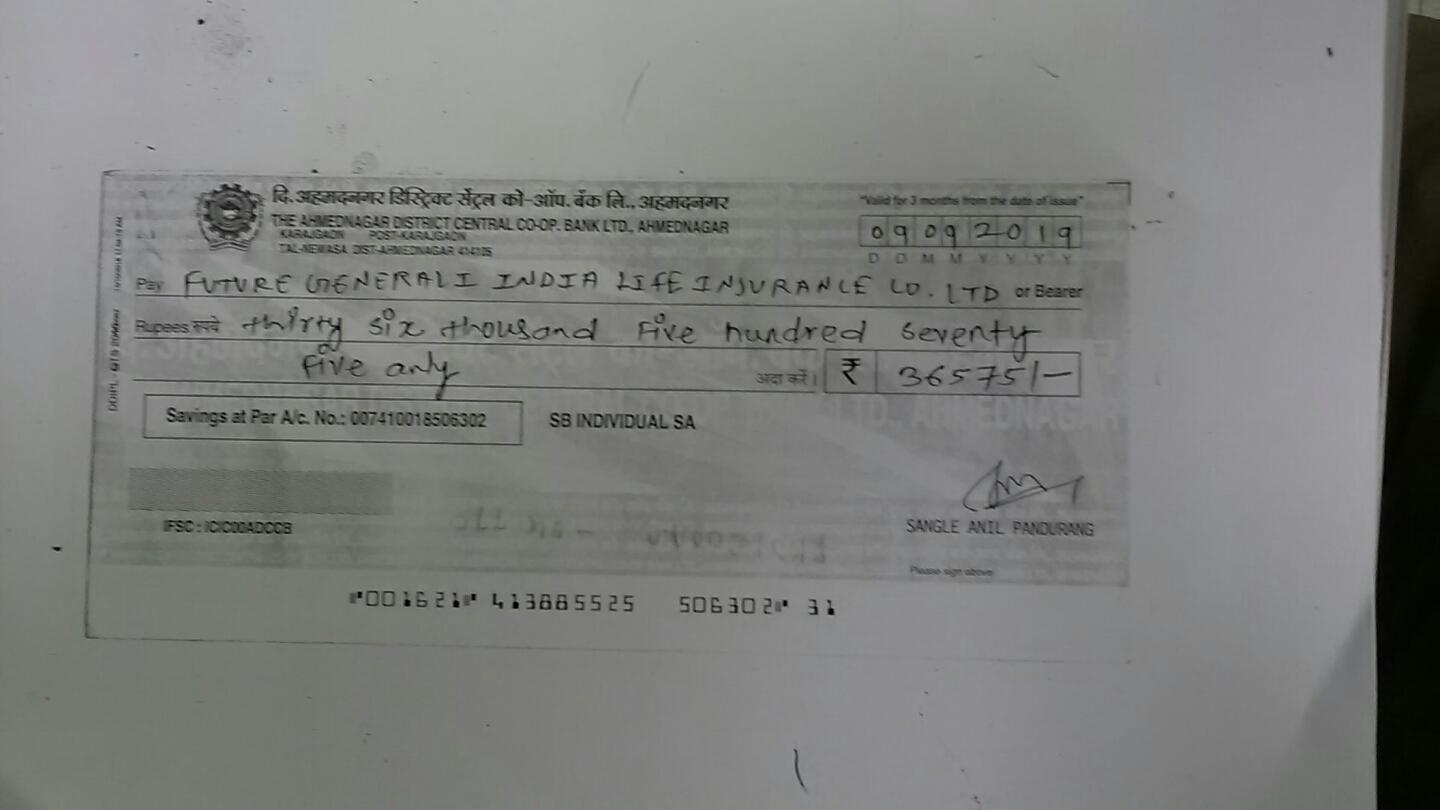 दि. अहमदनगर डिस्ट्रिक्ट सेंट्रल को-ऑप. बँक लि., अहमदनगर
"Valid for 3 months from the date of issue"
THE AHMEDNAGAR DISTRICT CENTRAL CO-OP. BANK LTD., AHMEDNAGAR
KARAJGAON POST-KARAJGAON
TAL-NEWASA DIST-AHMEDNAGAR 414105
09092019
D D M M Y Y Y Y
Pay FUTURE GENERALI INDIA LIFE INSURANCE CO. LTD or Bearer
Rupees रुपये thirty six thousand five hundred seventy
five only अदा करें। ₹ 36575/-
Savings at Par A/c. No.: 007410018506302 SB INDIVIDUAL SA
IFSC : ICIC00ADCCB
SANGLE ANIL PANDURANG
Please sign above
⑈001621⑈ 413885525 506302⑈ 31